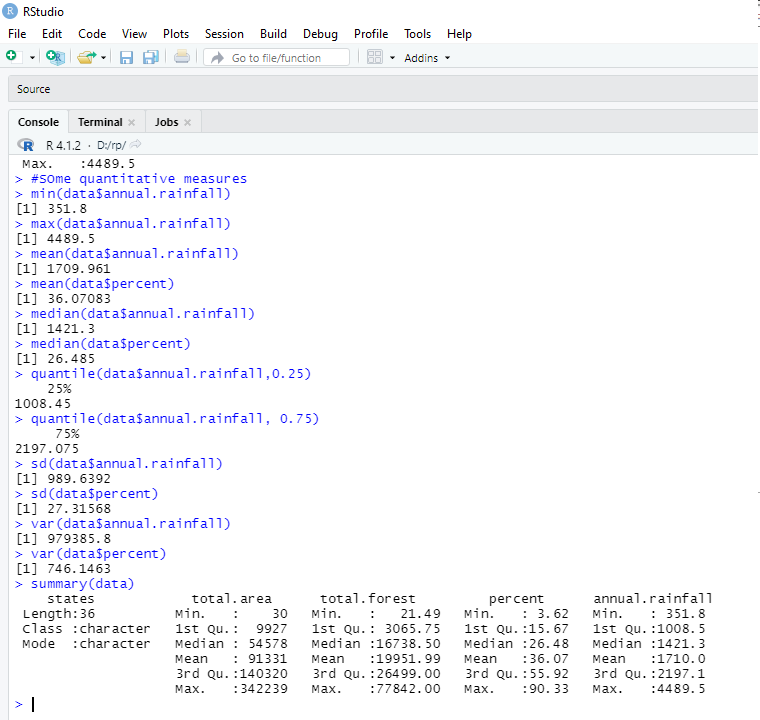 RStudio
File Edit Code View Plots Session Build Debug Profile Tools Help
Go to file/function Addins
Source
Console Terminal Jobs
R 4.1.2 · D:/rp/
Max.   :4489.5
> #SOme quantitative measures
> min(data$annual.rainfall)
[1] 351.8
> max(data$annual.rainfall)
[1] 4489.5
> mean(data$annual.rainfall)
[1] 1709.961
> mean(data$percent)
[1] 36.07083
> median(data$annual.rainfall)
[1] 1421.3
> median(data$percent)
[1] 26.485
> quantile(data$annual.rainfall,0.25)
25%
1008.45
> quantile(data$annual.rainfall, 0.75)
75%
2197.075
> sd(data$annual.rainfall)
[1] 989.6392
> sd(data$percent)
[1] 27.31568
> var(data$annual.rainfall)
[1] 979385.8
> var(data$percent)
[1] 746.1463
> summary(data)
states total.area total.forest percent annual.rainfall
Length:36 Min.   :    30 Min.   :   21.49 Min.   : 3.62 Min.   : 351.8
Class :character 1st Qu.:  9927 1st Qu.: 3065.75 1st Qu.:15.67 1st Qu.:1008.5
Mode  :character Median : 54578 Median :16738.50 Median :26.48 Median :1421.3
Mean   : 91331 Mean   :19951.99 Mean   :36.07 Mean   :1710.0
3rd Qu.:140320 3rd Qu.:26499.00 3rd Qu.:55.92 3rd Qu.:2197.1
Max.   :342239 Max.   :77842.00 Max.   :90.33 Max.   :4489.5
>